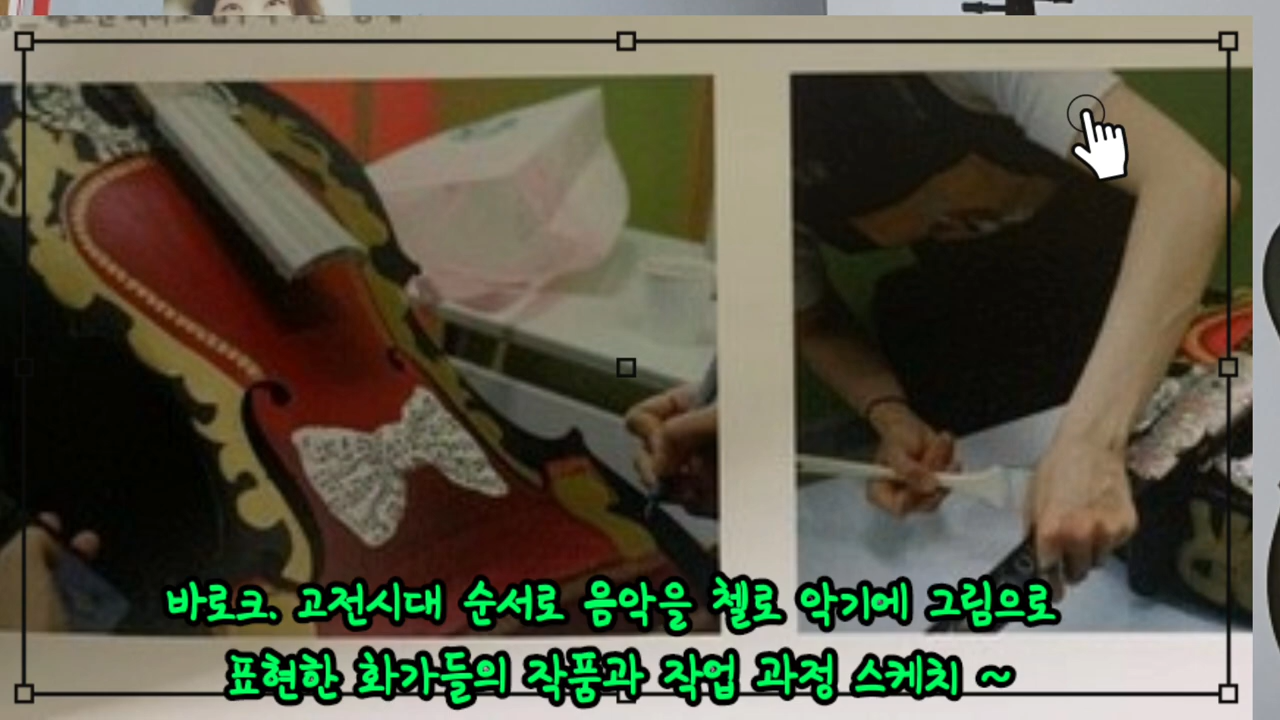 바로크. 고전시대 순서로 음악을 첼로 악기에 그림으로
표현한 화가들의 작품과 작업 과정 스케치 ~